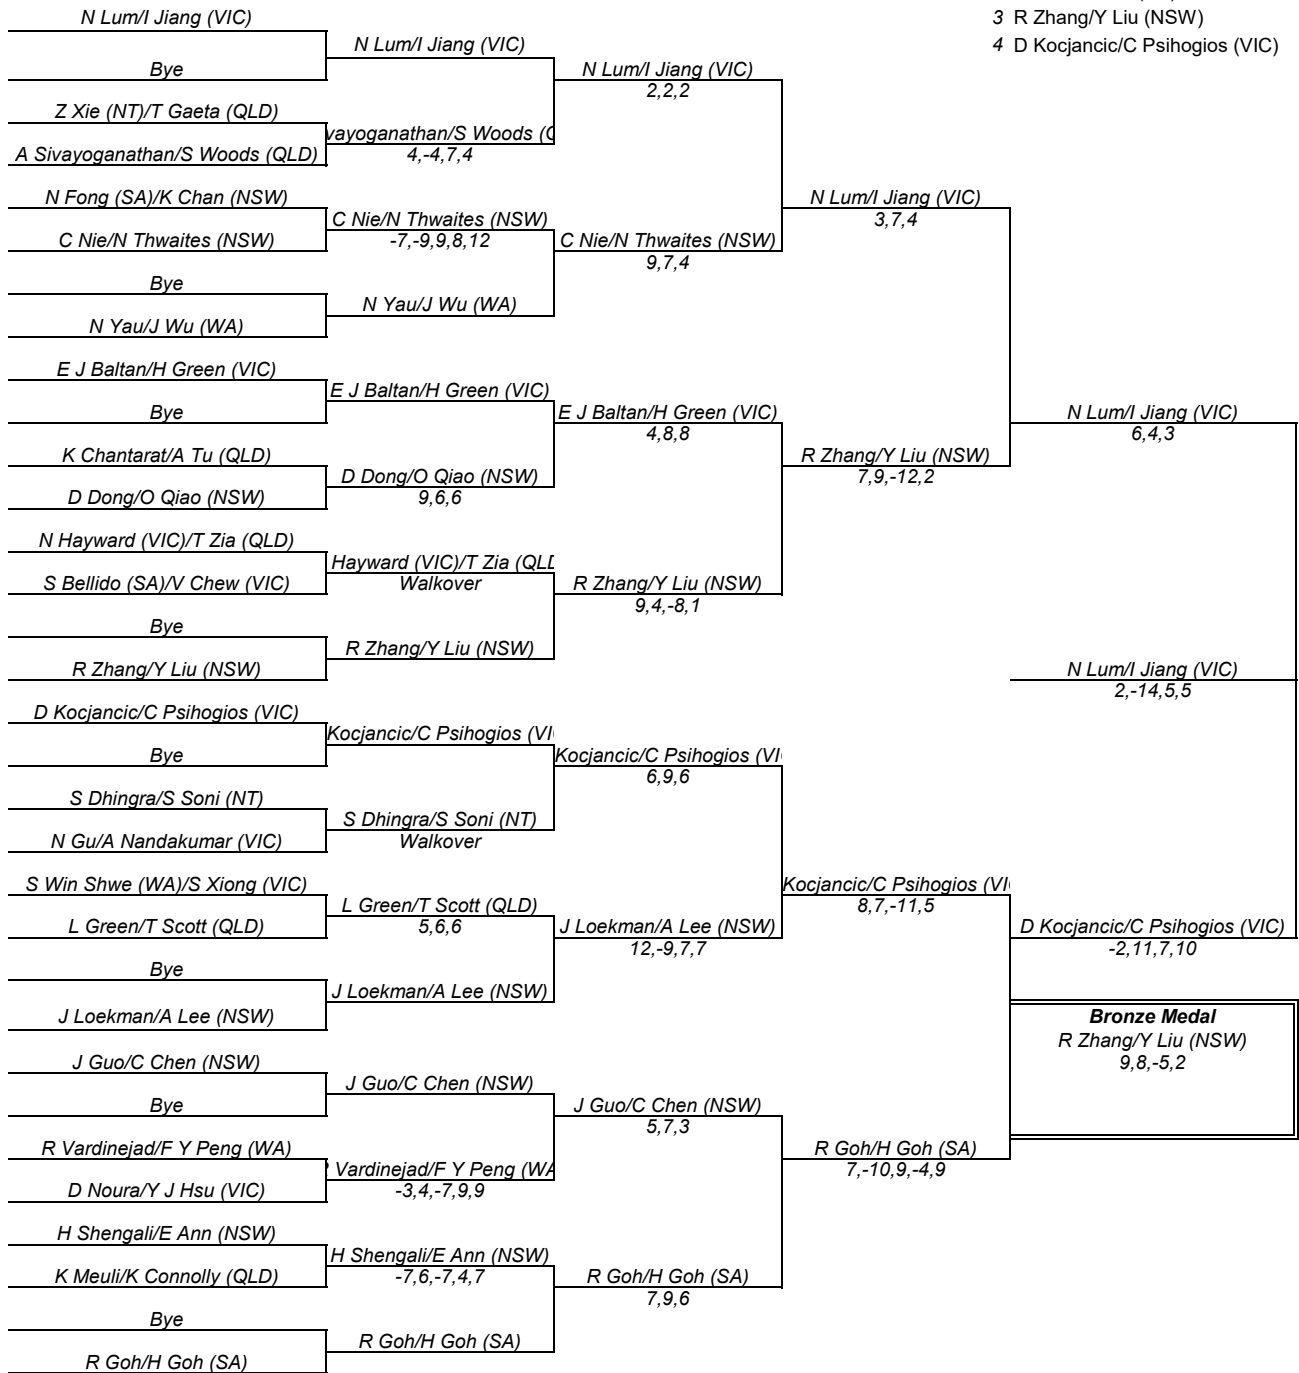 N Lum/I Jiang (VIC)
Bye
Z Xie (NT)/T Gaeta (QLD)
A Sivayoganathan/S Woods (QLD)
N Fong (SA)/K Chan (NSW)
C Nie/N Thwaites (NSW)
Bye
N Yau/J Wu (WA)
E J Baltan/H Green (VIC)
Bye
K Chantarat/A Tu (QLD)
D Dong/O Qiao (NSW)
N Hayward (VIC)/T Zia (QLD)
S Bellido (SA)/V Chew (VIC)
Bye
R Zhang/Y Liu (NSW)
D Kocjancic/C Psihogios (VIC)
Bye
S Dhingra/S Soni (NT)
N Gu/A Nandakumar (VIC)
S Win Shwe (WA)/S Xiong (VIC)
L Green/T Scott (QLD)
Bye
J Loekman/A Lee (NSW)
J Guo/C Chen (NSW)
Bye
R Vardinejad/F Y Peng (WA)
D Noura/Y J Hsu (VIC)
H Shengali/E Ann (NSW)
K Meuli/K Connolly (QLD)
Bye
R Goh/H Goh (SA)
N Lum/I Jiang (VIC)
vayoganathan/S Woods (
4,-4,7,4
C Nie/N Thwaites (NSW)
-7,-9,9,8,12
N Yau/J Wu (WA)
E J Baltan/H Green (VIC)
D Dong/O Qiao (NSW)
9,6,6
Hayward (VIC)/T Zia (QL
Walkover
R Zhang/Y Liu (NSW)
Kocjancic/C Psihogios (VI
S Dhingra/S Soni (NT)
Walkover
L Green/T Scott (QLD)
5,6,6
J Loekman/A Lee (NSW)
J Guo/C Chen (NSW)
Vardinejad/F Y Peng (WA
-3,4,-7,9,9
H Shengali/E Ann (NSW)
-7,6,-7,4,7
R Goh/H Goh (SA)
N Lum/I Jiang (VIC)
2,2,2
C Nie/N Thwaites (NSW)
9,7,4
E J Baltan/H Green (VIC)
4,8,8
R Zhang/Y Liu (NSW)
9,4,-8,1
Kocjancic/C Psihogios (VI
6,9,6
J Loekman/A Lee (NSW)
12,-9,7,7
J Guo/C Chen (NSW)
5,7,3
R Goh/H Goh (SA)
7,9,6
N Lum/I Jiang (VIC)
3,7,4
R Zhang/Y Liu (NSW)
7,9,-12,2
Kocjancic/C Psihogios (VI
8,7,-11,5
R Goh/H Goh (SA)
7,-10,9,-4,9
3 R Zhang/Y Liu (NSW)
4 D Kocjancic/C Psihogios (VIC)
N Lum/I Jiang (VIC)
6,4,3
N Lum/I Jiang (VIC)
2,-14,5,5
D Kocjancic/C Psihogios (VIC)
-2,11,7,10
Bronze Medal
R Zhang/Y Liu (NSW)
9,8,-5,2